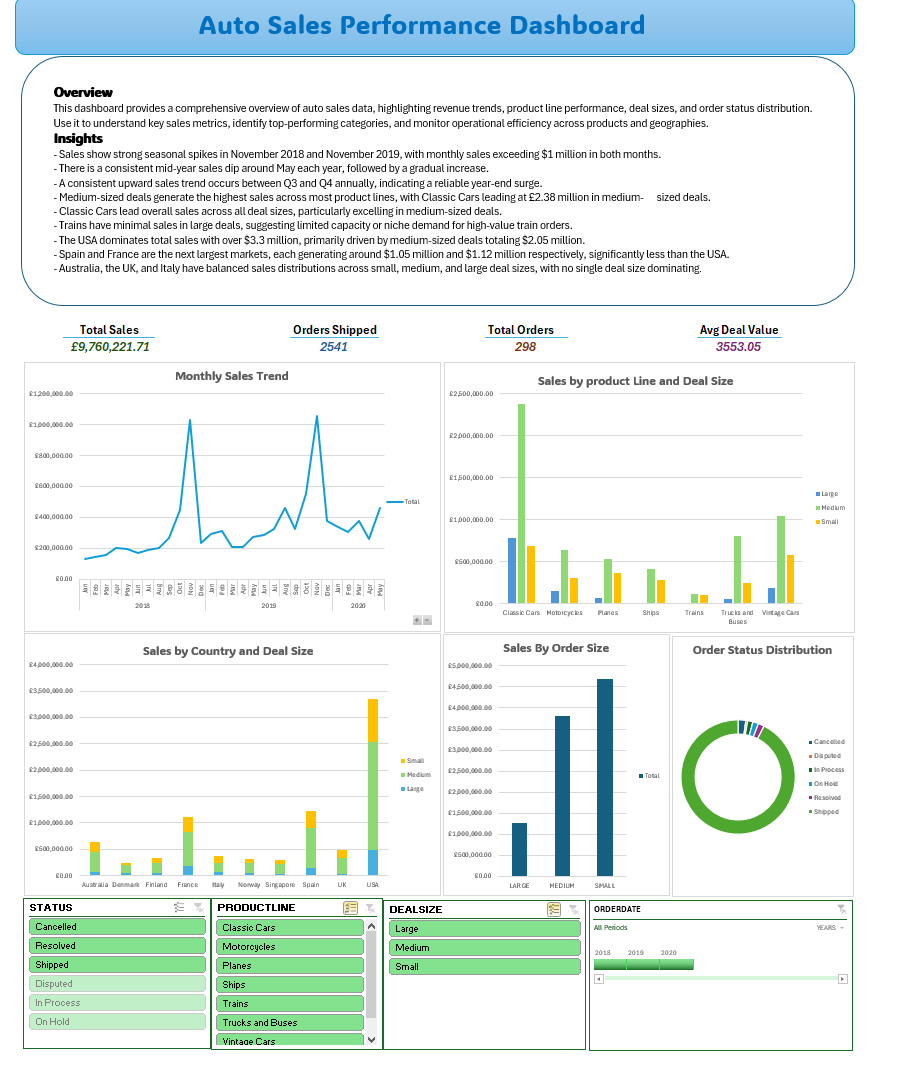 Auto Sales Performance Dashboard
Overview
This dashboard provides a comprehensive overview of auto sales data, highlighting revenue trends, product line performance, deal sizes, and order status distribution.
Use it to understand key sales metrics, identify top-performing categories, and monitor operational efficiency across products and geographies.
Insights
- Sales show strong seasonal spikes in November 2018 and November 2019, with monthly sales exceeding $1 million in both months.
- There is a consistent mid-year sales dip around May each year, followed by a gradual increase.
- A consistent upward sales trend occurs between Q3 and Q4 annually, indicating a reliable year-end surge.
- Medium-sized deals generate the highest sales across most product lines, with Classic Cars leading at £2.38 million in medium- sized deals.
- Classic Cars lead overall sales across all deal sizes, particularly excelling in medium-sized deals.
- Trains have minimal sales in large deals, suggesting limited capacity or niche demand for high-value train orders.
- The USA dominates total sales with over $3.3 million, primarily driven by medium-sized deals totaling $2.05 million.
- Spain and France are the next largest markets, each generating around $1.05 million and $1.12 million respectively, significantly less than the USA.
- Australia, the UK, and Italy have balanced sales distributions across small, medium, and large deal sizes, with no single deal size dominating.
Total Sales
£9,760,221.71
Orders Shipped
2541
Total Orders
298
Avg Deal Value
3553.05
Monthly Sales Trend
£1,200,000.00
£1,000,000.00
£800,000.00
£600,000.00
£400,000.00
£200,000.00
£0.00
Jan Feb Mar Apr May Jun Jul Aug Sep Oct Nov Dec Jan Feb Mar Apr May Jun Jul Aug Sep Oct Nov Dec Jan Feb Mar Apr May
2018 2019 2020
Total
Sales by product Line and Deal Size
£2,500,000.00
£2,000,000.00
£1,500,000.00
£1,000,000.00
£500,000.00
£0.00
Classic Cars Motorcycles Planes Ships Trains Trucks and Vintage Cars
Buses
Large
Medium
Small
Sales by Country and Deal Size
£4,000,000.00
£3,500,000.00
£3,000,000.00
£2,500,000.00
£2,000,000.00
£1,500,000.00
£1,000,000.00
£500,000.00
£0.00
Australia Denmark Finland France Italy Norway Singapore Spain UK USA
Small
Medium
Large
Sales By Order Size
£5,000,000.00
£4,500,000.00
£4,000,000.00
£3,500,000.00
£3,000,000.00
£2,500,000.00
£2,000,000.00
£1,500,000.00
£1,000,000.00
£500,000.00
£0.00
LARGE MEDIUM SMALL
Total
Order Status Distribution
Cancelled
Disputed
In Process
On Hold
Resolved
Shipped
STATUS
Cancelled
Resolved
Shipped
Disputed
In Process
On Hold
PRODUCTLINE
Classic Cars
Motorcycles
Planes
Ships
Trains
Trucks and Buses
Vintage Cars
DEALSIZE
Large
Medium
Small
ORDERDATE
All Periods
YEARS
2018 2019 2020